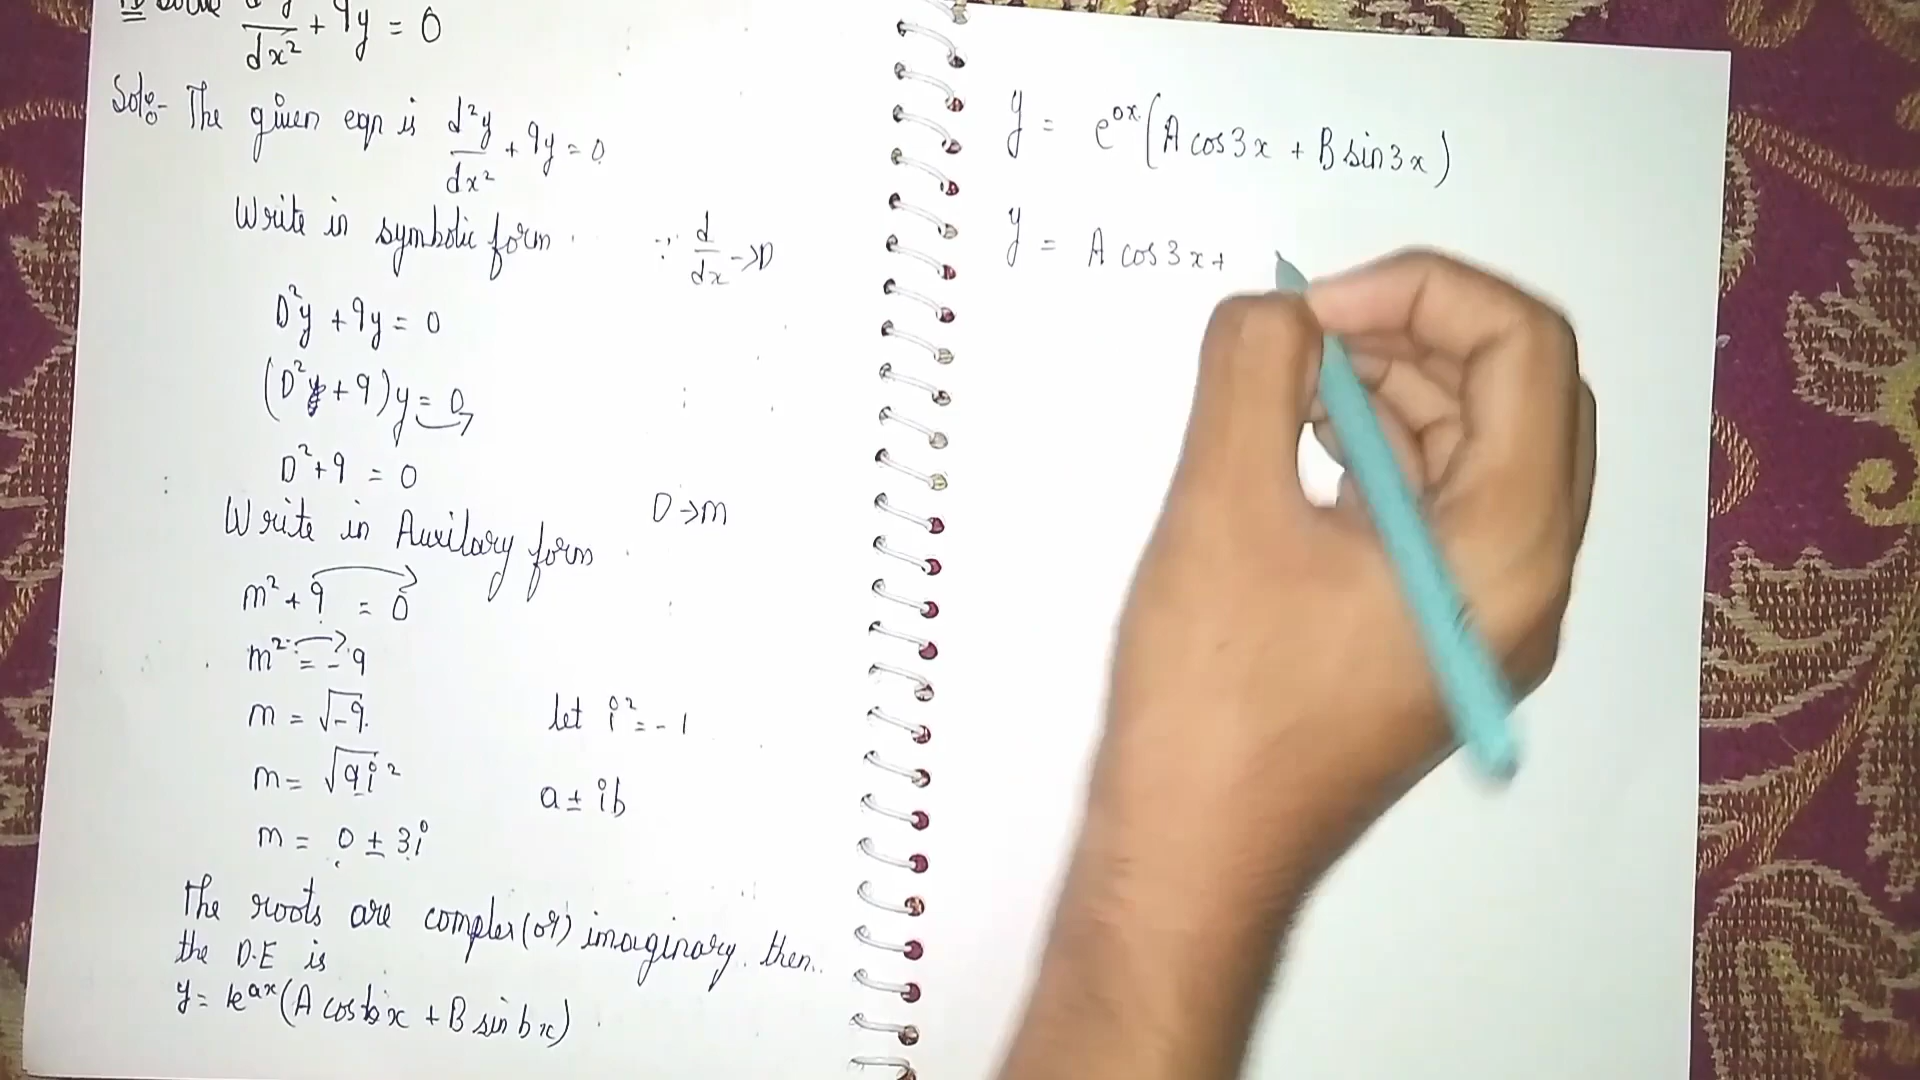 d²y/dx² + 9y = 0
Sol:- The given eqn is d²y/dx² + 9y = 0
Write in symbolic form ∵ d/dx → D
D²y + 9y = 0
(D² + 9)y = 0
D² + 9 = 0
Write in Auxilary form D → m
m² + 9 = 0
m² = -9
m = √-9 let i² = -1
m = √9i² a ± ib
m = 0 ± 3i
The roots are complex (or) imaginary then
the D.E is
y = e^ax (A cos bx + B sin bx)
y = e^0x (A cos 3x + B sin 3x)
y = A cos 3x +